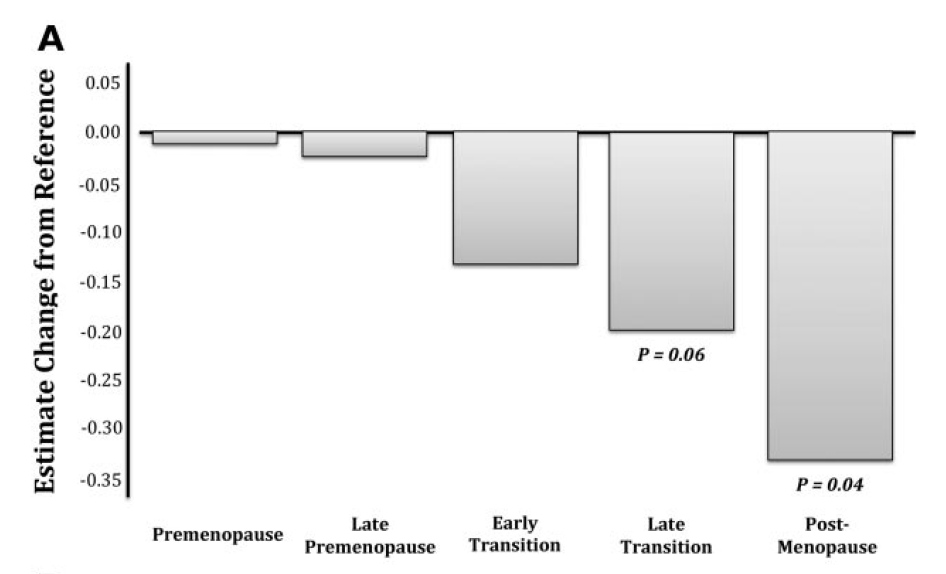 A
Estimate Change from Reference
0.05
0.00
-0.05
-0.10
-0.15
-0.20
-0.25
-0.30
-0.35
P = 0.06
P = 0.04
Premenopause
Late
Premenopause
Early
Transition
Late
Transition
Post-
Menopause